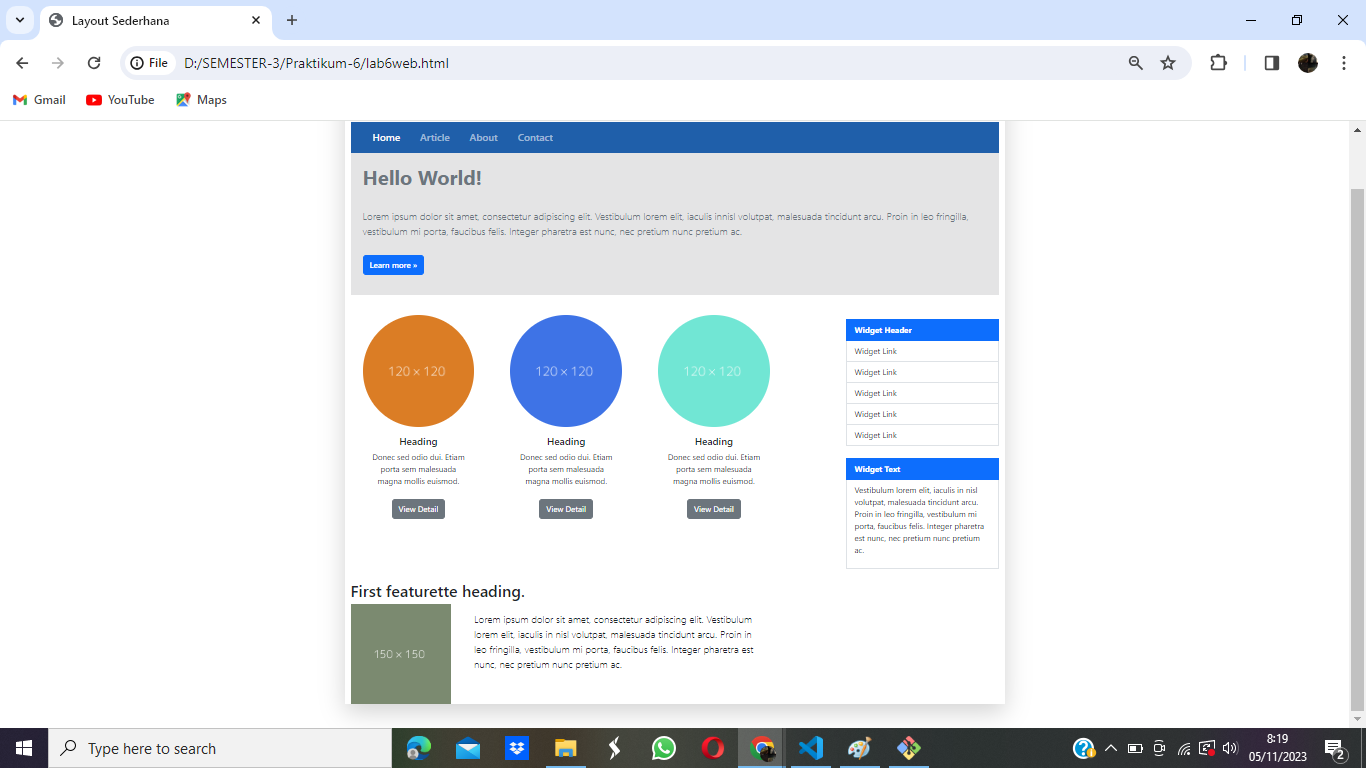 Layout Sederhana
File
D:/SEMESTER-3/Praktikum-6/lab6web.html
Gmail
YouTube
Maps
Home
Article
About
Contact
Hello World!
Lorem ipsum dolor sit amet, consectetur adipiscing elit. Vestibulum lorem elit, iaculis innisl volutpat, malesuada tincidunt arcu. Proin in leo fringilla,
vestibulum mi porta, faucibus felis. Integer pharetra est nunc, nec pretium nunc pretium ac.
Learn more »
120 × 120
Heading
Donec sed odio dui. Etiam
porta sem malesuada
magna mollis euismod.
View Detail
120 × 120
Heading
Donec sed odio dui. Etiam
porta sem malesuada
magna mollis euismod.
View Detail
120 × 120
Heading
Donec sed odio dui. Etiam
porta sem malesuada
magna mollis euismod.
View Detail
Widget Header
Widget Link
Widget Link
Widget Link
Widget Link
Widget Link
Widget Text
Vestibulum lorem elit, iaculis in nisl
volutpat, malesuada tincidunt arcu.
Proin in leo fringilla, vestibulum mi
porta, faucibus felis. Integer pharetra
est nunc, nec pretium nunc pretium
ac.
First featurette heading.
150 × 150
Lorem ipsum dolor sit amet, consectetur adipiscing elit. Vestibulum
lorem elit, iaculis in nisl volutpat, malesuada tincidunt arcu. Proin in
leo fringilla, vestibulum mi porta, faucibus felis. Integer pharetra est
nunc, nec pretium nunc pretium ac.
Type here to search
8:19
05/11/2023
2